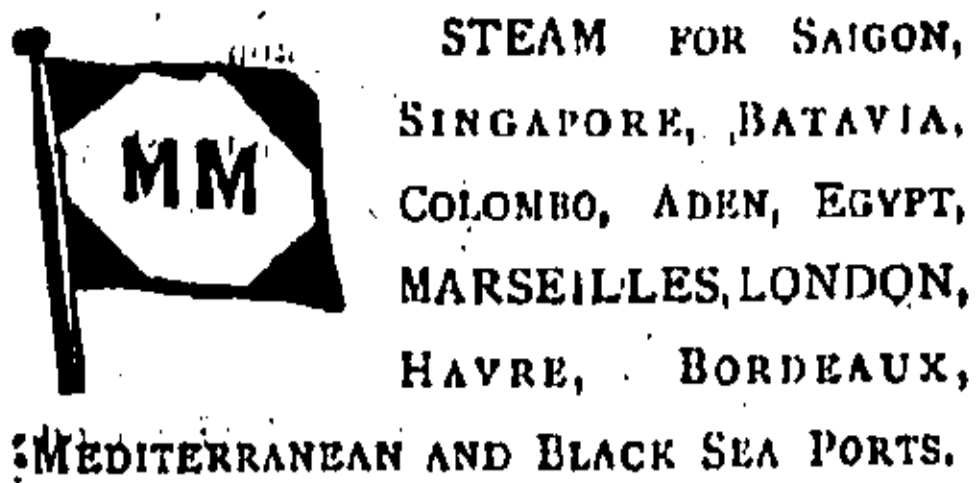 MM
STEAM FOR SAIGON,
SINGAPORE, BATAVIA,
COLOMBO, ADEN, EGYPT,
MARSEILLES, LONDON,
HAVRE, BORDEAUX,
MEDITERRANEAN AND BLACK SEA PORTS.